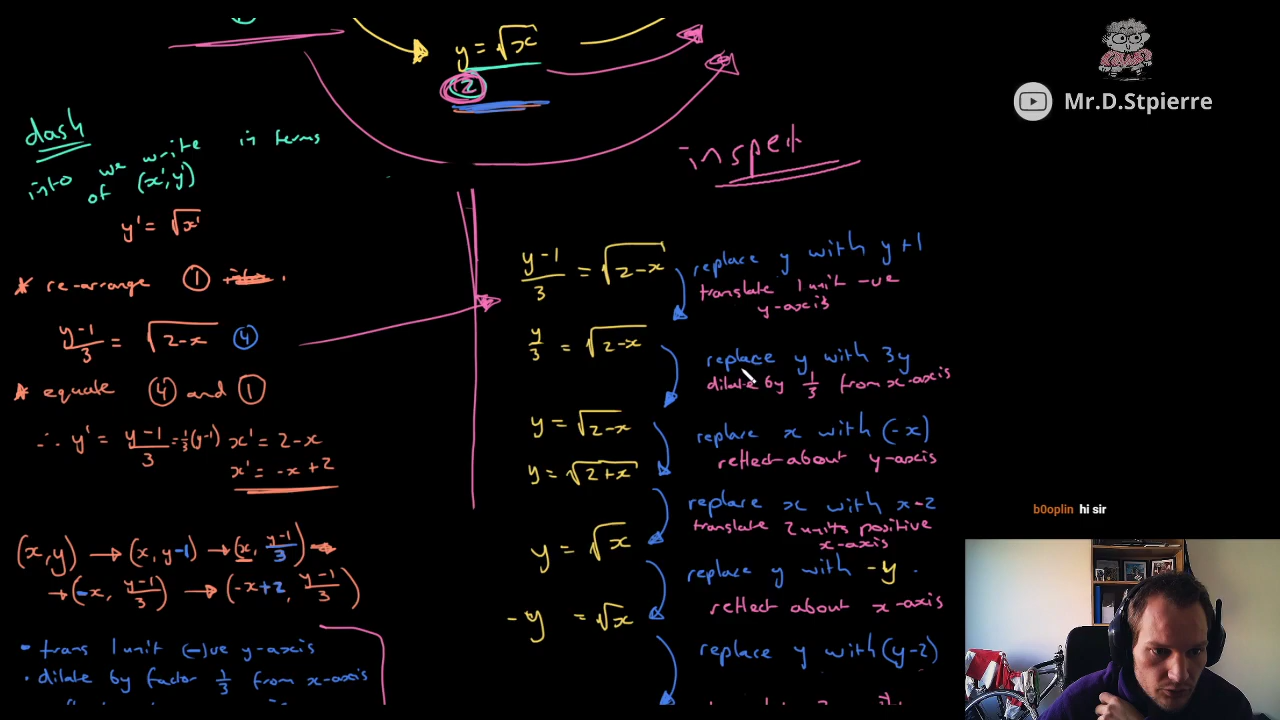 y = √x
2
Mr.D.Stpierre
dash
into we write in terms
of (x',y')
y' = √x'
inspect
* re-arrange ①
y-1/3 = √2-x ④
* equate ④ and ①
∴ y' = y-1/3 = 1/3(y-1) x' = 2-x
x' = -x+2
(x,y) → (x, y-1) → (x, y-1/3) →
→ (-x, y-1/3) → (-x+2, y-1/3)
- trans 1 unit (-)ve y-axis
· dilate by factor 1/3 from x-axis
y-1/3 = √2-x
replace y with y+1
translate 1 unit -ve
y-axis
y/3 = √2-x
replace y with 3y
dilate by 1/3 from x-axis
y = √2-x
replace x with (-x)
reflect about y-axis
y = √2+x
replace x with x-2
translate 2 units positive
x-axis
y = √x
replace y with -y
reflect about x-axis
-y = √x
replace y with (y-2)
b0oplin hi sir